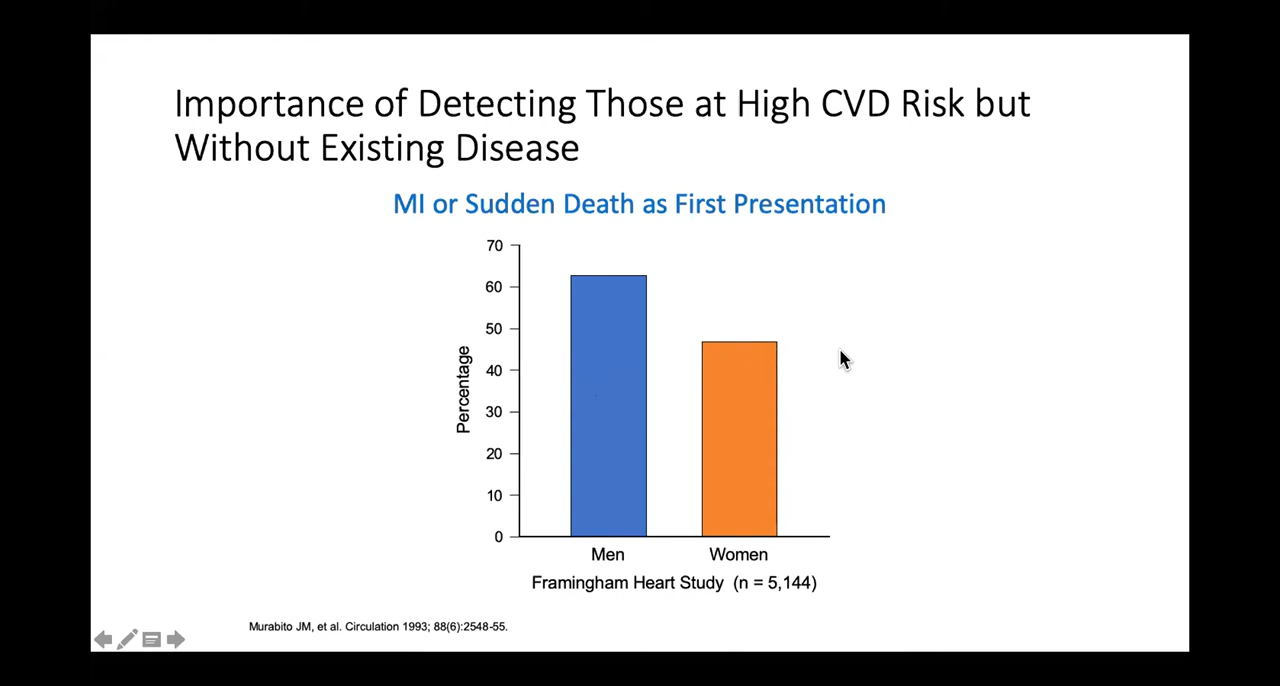 Importance of Detecting Those at High CVD Risk but
Without Existing Disease
MI or Sudden Death as First Presentation
70
60
50
40
30
20
10
0
Percentage
Men Women
Framingham Heart Study (n = 5,144)
Murabito JM, et al. Circulation 1993; 88(6):2548-55.